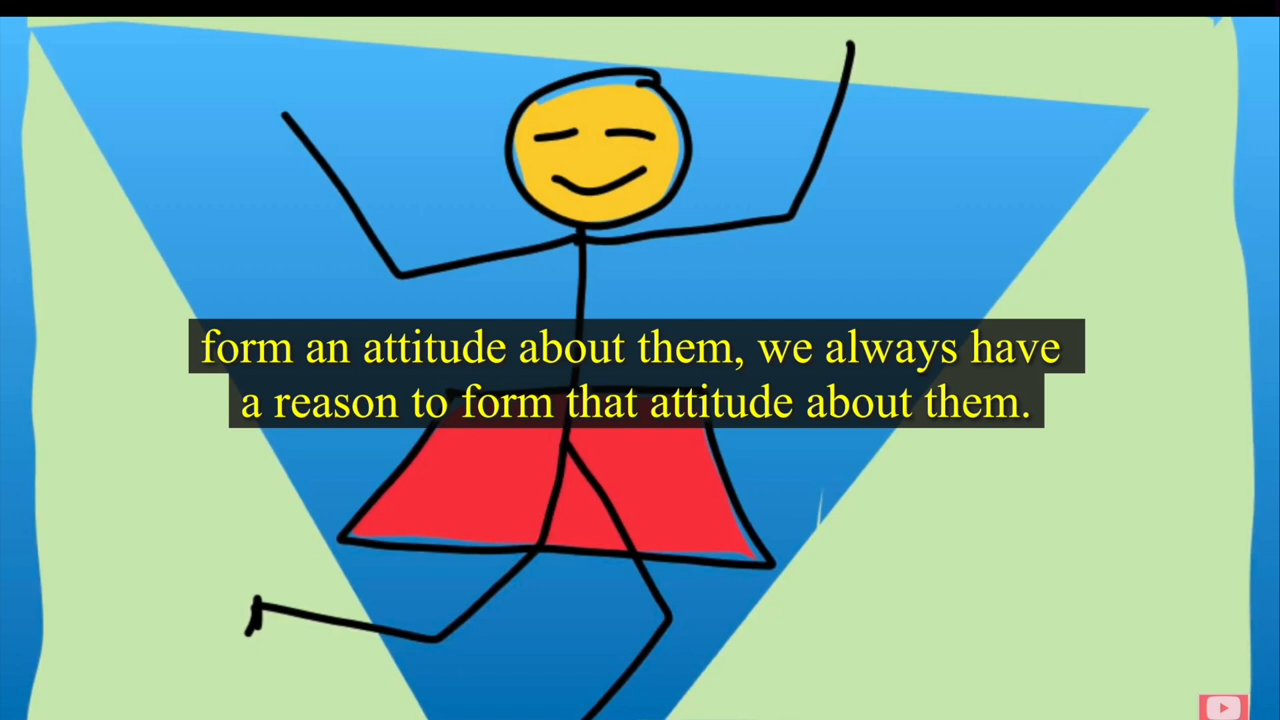 form an attitude about them, we always have
a reason to form that attitude about them.